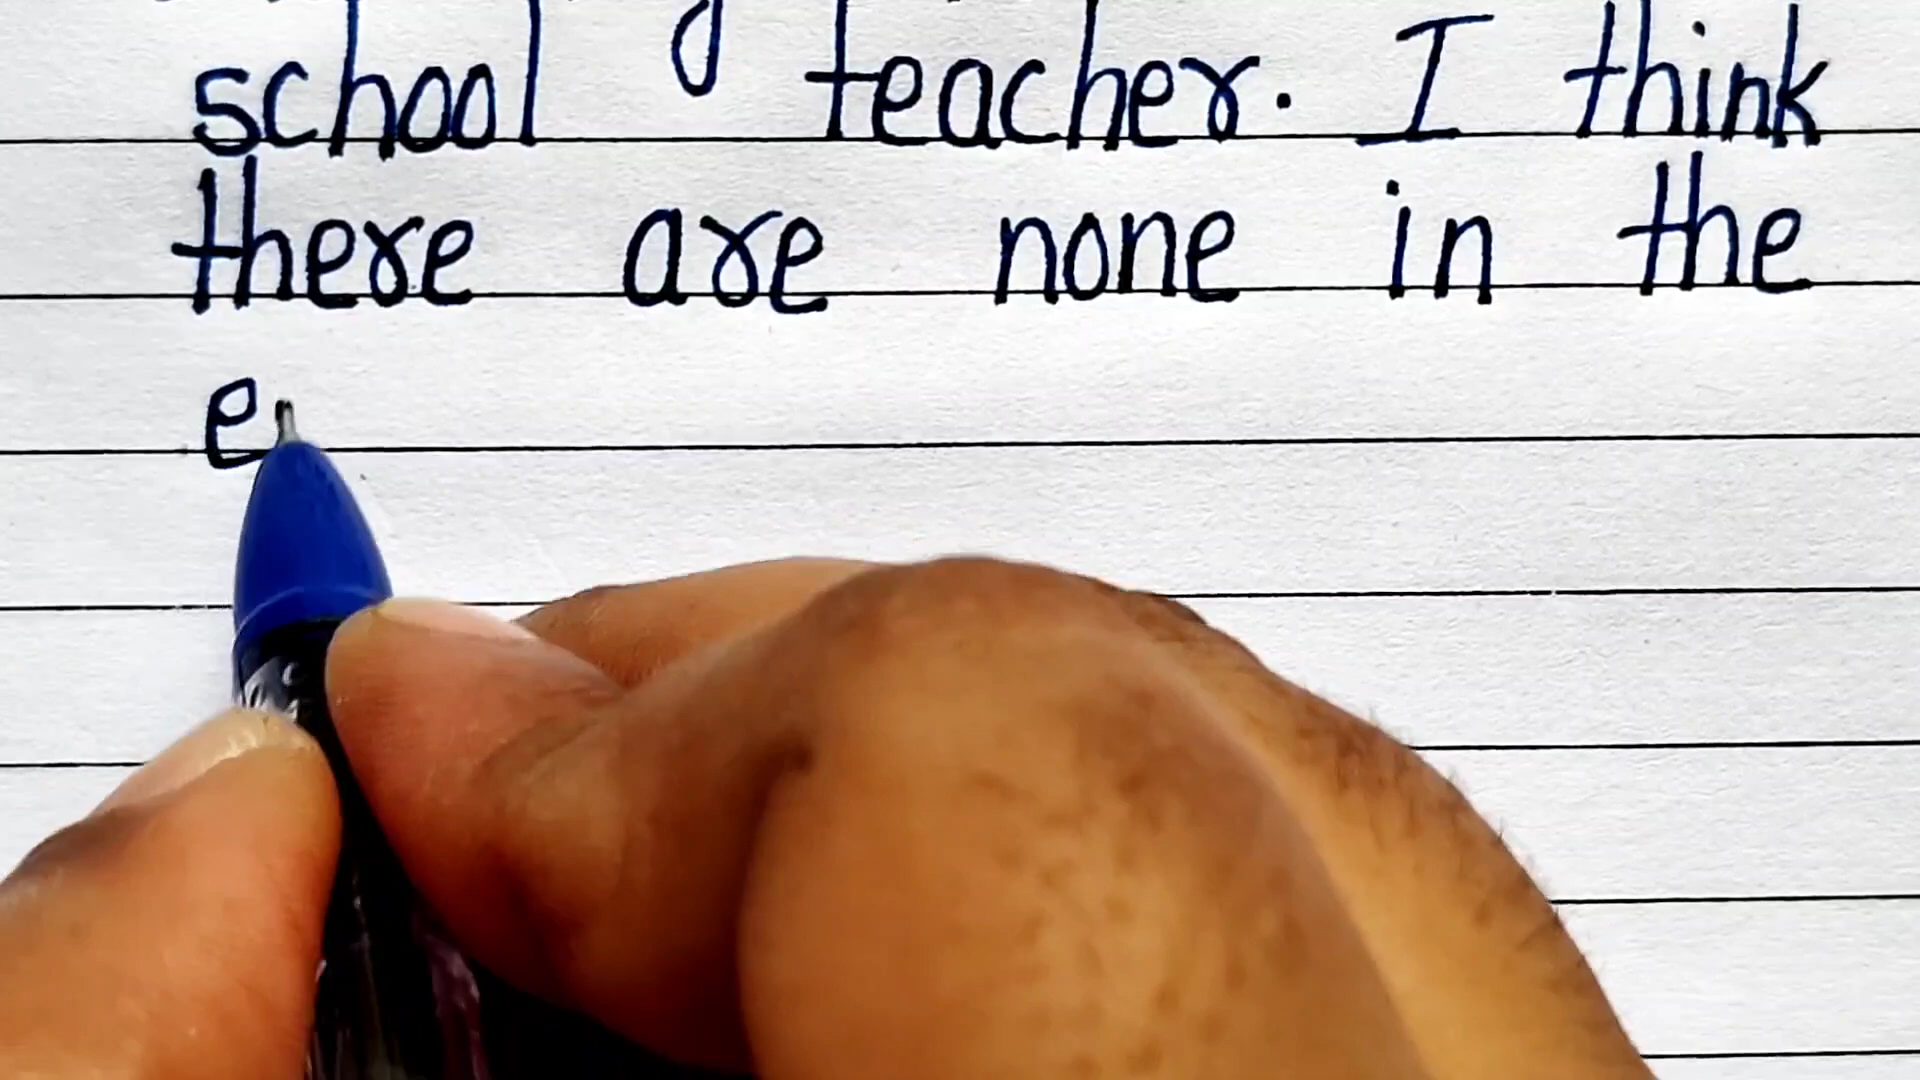 school teacher. I think
there are none in the
e